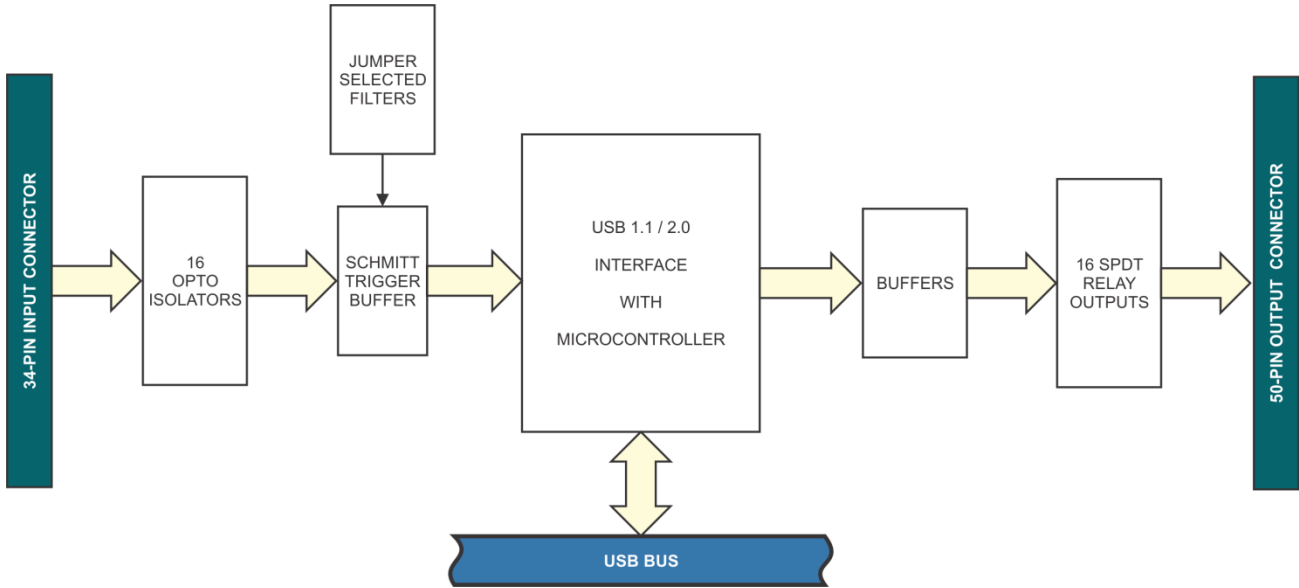 34-PIN INPUT CONNECTOR
16
OPTO
ISOLATORS
JUMPER
SELECTED
FILTERS
SCHMITT
TRIGGER
BUFFER
USB 1.1 / 2.0
INTERFACE
WITH
MICROCONTROLLER
BUFFERS
16 SPDT
RELAY
OUTPUTS
50-PIN OUTPUT CONNECTOR
USB BUS